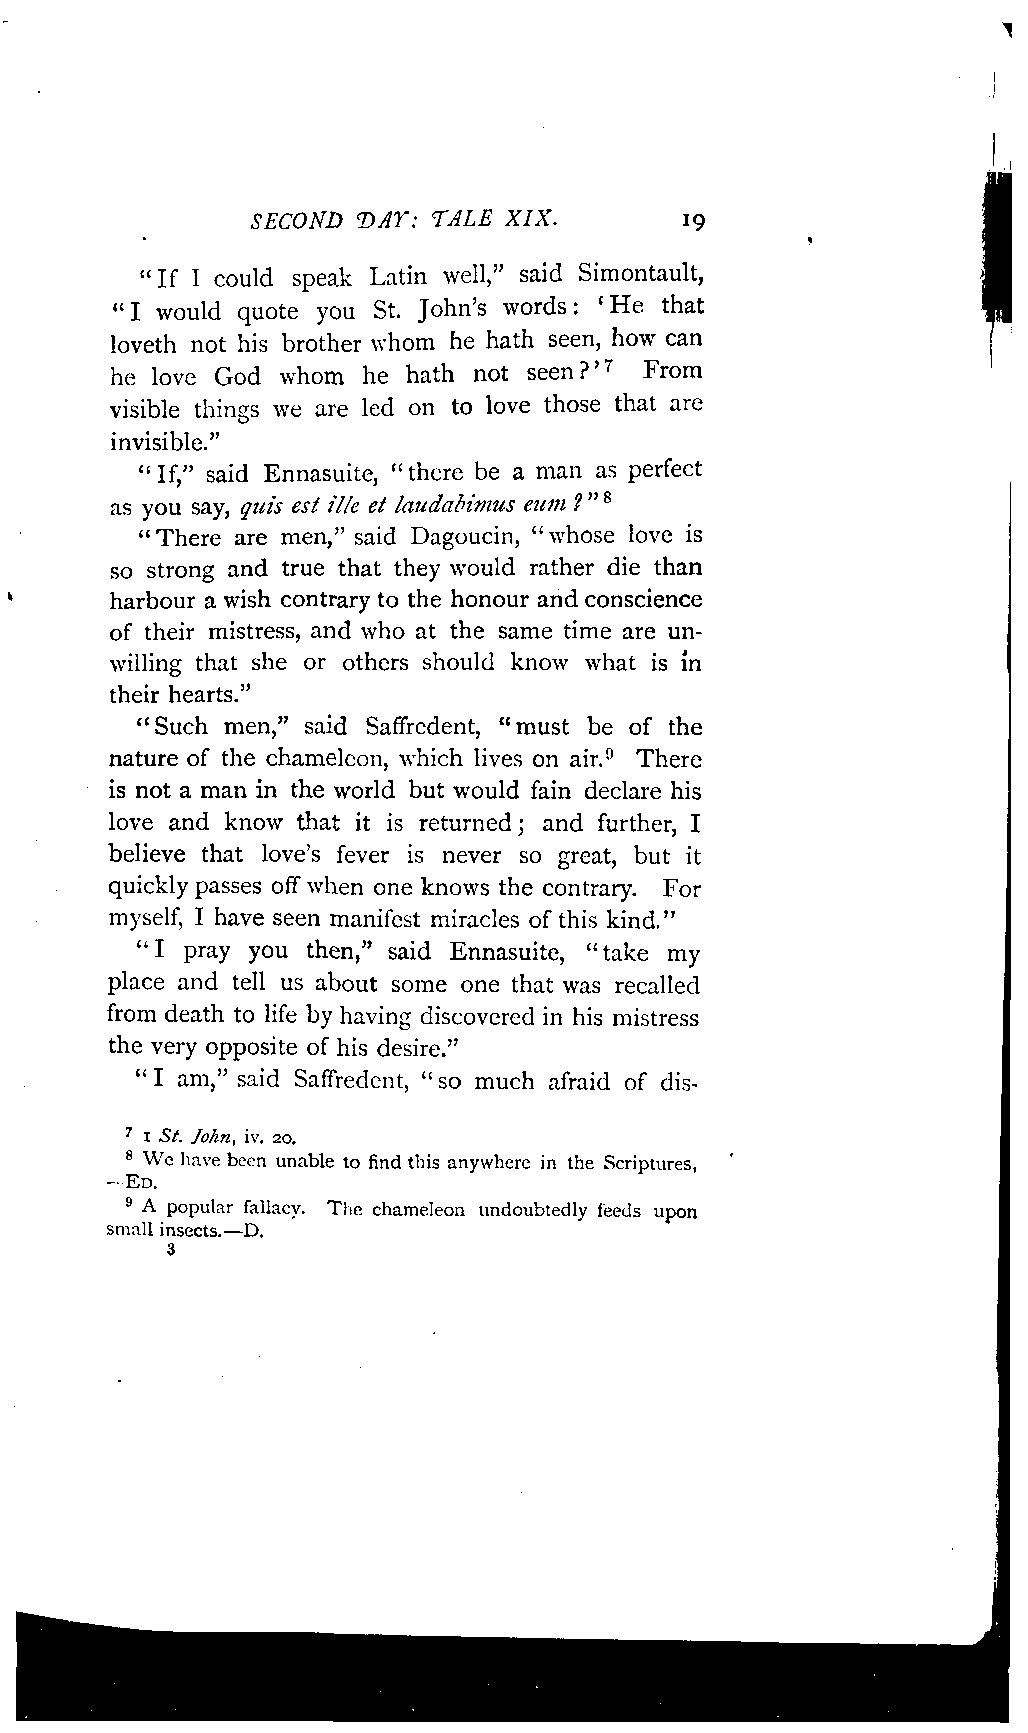 SECOND DAY: TALE XIX. 19
"If I could speak Latin well," said Simontault,
"I would quote you St. John's words: 'He that
loveth not his brother whom he hath seen, how can
he love God whom he hath not seen?'⁷ From
visible things we are led on to love those that are
invisible."
"If," said Ennasuite, "there be a man as perfect
as you say, quis est ille et laudabimus eum?"⁸
"There are men," said Dagoucin, "whose love is
so strong and true that they would rather die than
harbour a wish contrary to the honour and conscience
of their mistress, and who at the same time are un-
willing that she or others should know what is in
their hearts."
"Such men," said Saffredent, "must be of the
nature of the chameleon, which lives on air.⁹ There
is not a man in the world but would fain declare his
love and know that it is returned; and further, I
believe that love's fever is never so great, but it
quickly passes off when one knows the contrary. For
myself, I have seen manifest miracles of this kind."
"I pray you then," said Ennasuite, "take my
place and tell us about some one that was recalled
from death to life by having discovered in his mistress
the very opposite of his desire."
"I am," said Saffredent, "so much afraid of dis-
⁷ 1 St. John, iv. 20.
⁸ We have been unable to find this anywhere in the Scriptures,
—ED.
⁹ A popular fallacy. The chameleon undoubtedly feeds upon
small insects.—D.
3